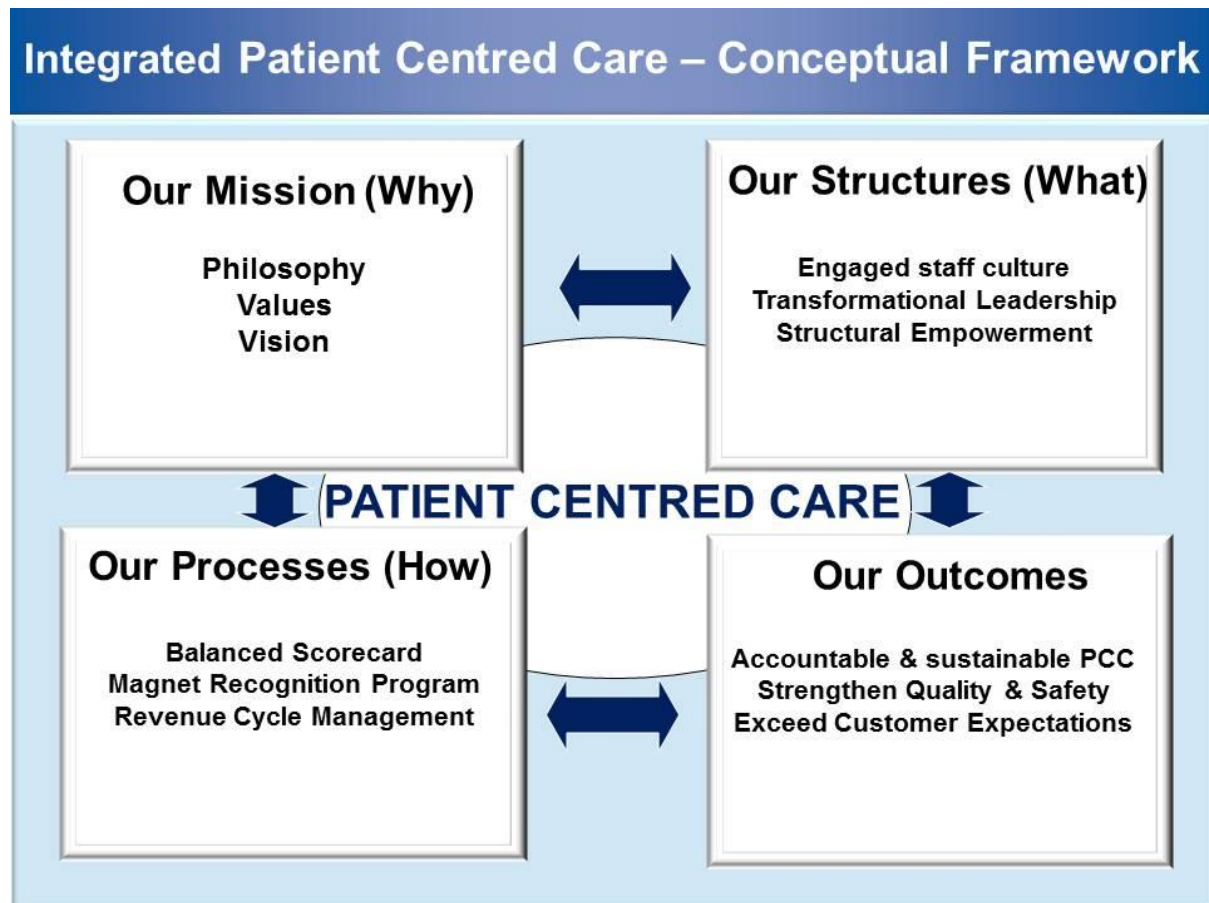 Integrated Patient Centred Care – Conceptual Framework
Our Mission (Why)
Philosophy
Values
Vision
Our Structures (What)
Engaged staff culture
Transformational Leadership
Structural Empowerment
PATIENT CENTRED CARE
Our Processes (How)
Balanced Scorecard
Magnet Recognition Program
Revenue Cycle Management
Our Outcomes
Accountable & sustainable PCC
Strengthen Quality & Safety
Exceed Customer Expectations